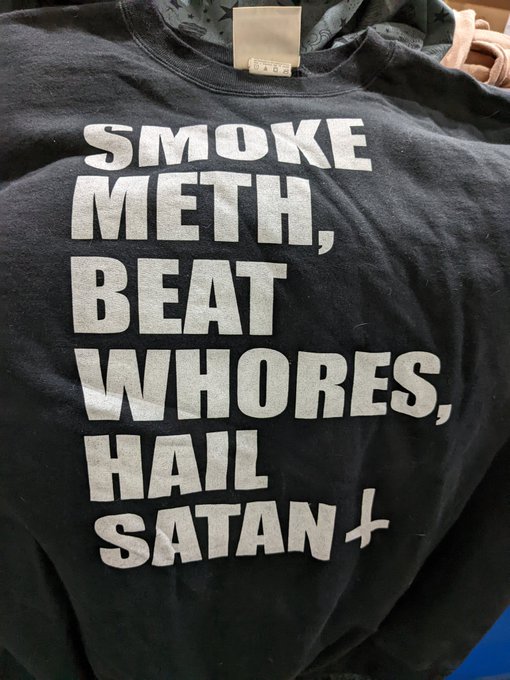 SMOKE
METH,
BEAT
WHORES,
HAIL
SATAN